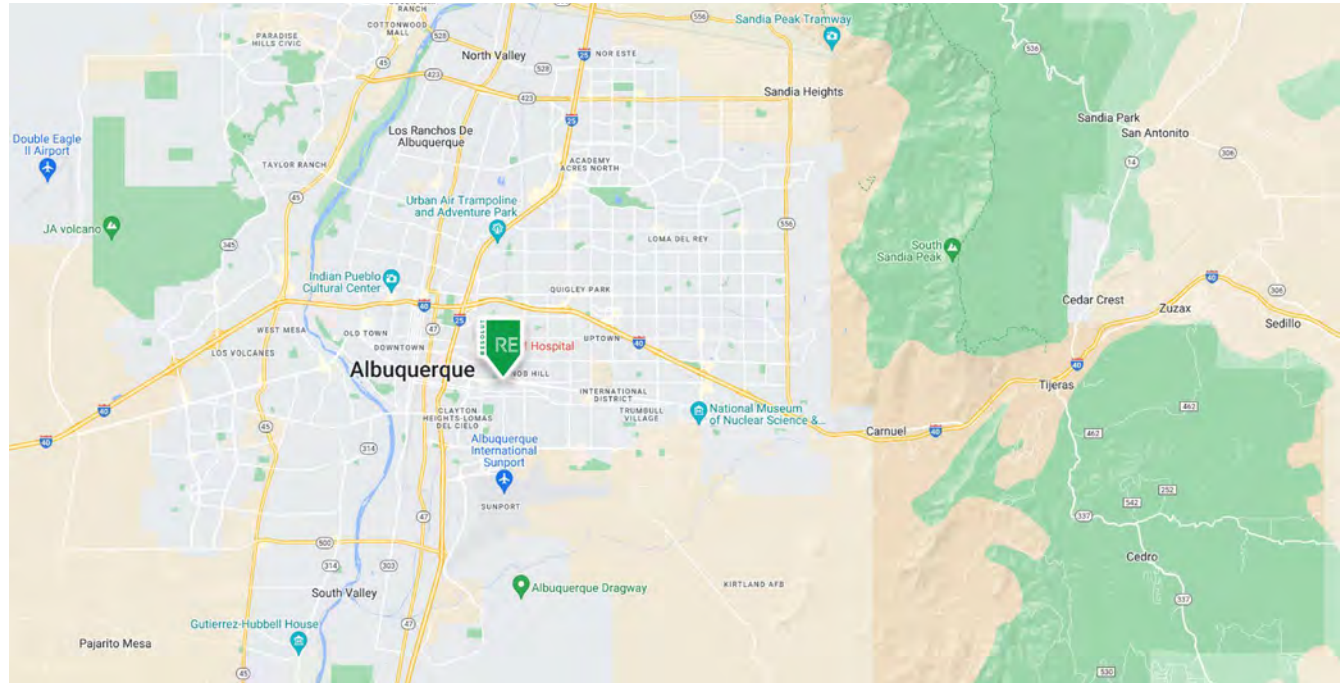 RANCH
COTTONWOOD
MALL
528
PARADISE
HILLS CIVIC
45
North Valley
25
NOR ESTE
556
Sandia Peak Tramway
536
423
528
423
Sandia Heights
Sandia Park
San Antonito
306
14
Double Eagle
II Airport
Los Ranchos De
Albuquerque
25
TAYLOR RANCH
ACADEMY
ACRES NORTH
45
Urban Air Trampoline
and Adventure Park
556
JA volcano
345
LOMA DEL REY
South
Sandia Peak
Indian Pueblo
Cultural Center
QUIGLEY PARK
40
40
306
Cedar Crest
Zuzax
Sedillo
WEST MESA
OLD TOWN
47
25
RESOLUT
RE
Hospital
UPTOWN
40
LOS VOLCANES
DOWNTOWN
Albuquerque
NOB HILL
INTERNATIONAL
DISTRICT
40
Tijeras
40
CLAYTON
HEIGHTS-LOMAS
DEL CIELO
TRUMBULL
VILLAGE
National Museum
of Nuclear Science &...
462
45
Carnuel
40
462
40
314
Albuquerque
International
Sunport
SUNPORT
252
542
337
47
500
314
303
Cedro
South Valley
Albuquerque Dragway
KIRTLAND AFB
337
Gutierrez-Hubbell House
47
Pajarito Mesa
45
530